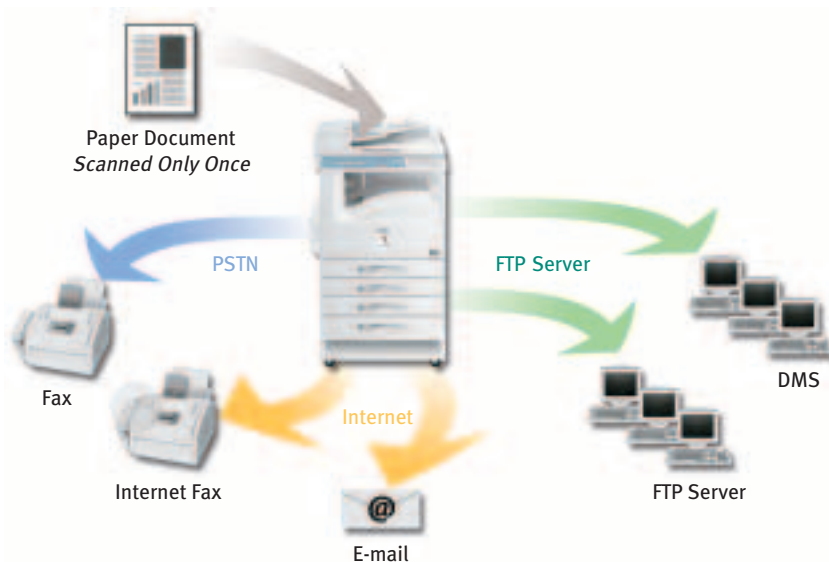 Paper Document
Scanned Only Once
PSTN
FTP Server
Fax
DMS
Internet
Internet Fax
FTP Server
@
E-mail